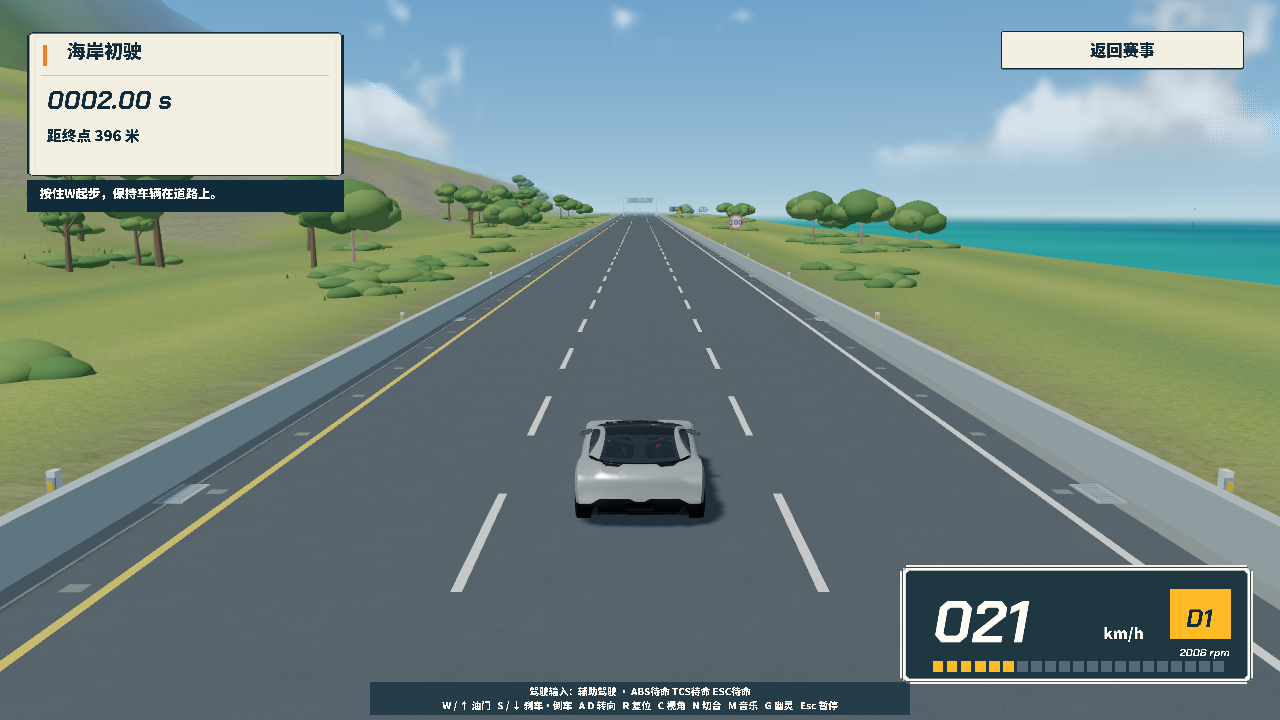 海岸初驶
0002.00 s
距终点 396 米
按住W起步，保持车辆在道路上。
返回赛事
100
021 km/h D1
2006 rpm
驾驶输入：辅助驾驶 · ABS待命 TCS待命 ESC待命
W / ↑ 油门 S / ↓ 刹车·倒车 A D 转向 R 复位 C 视角 N 切台 M 音乐 G 幽灵 Esc 暂停